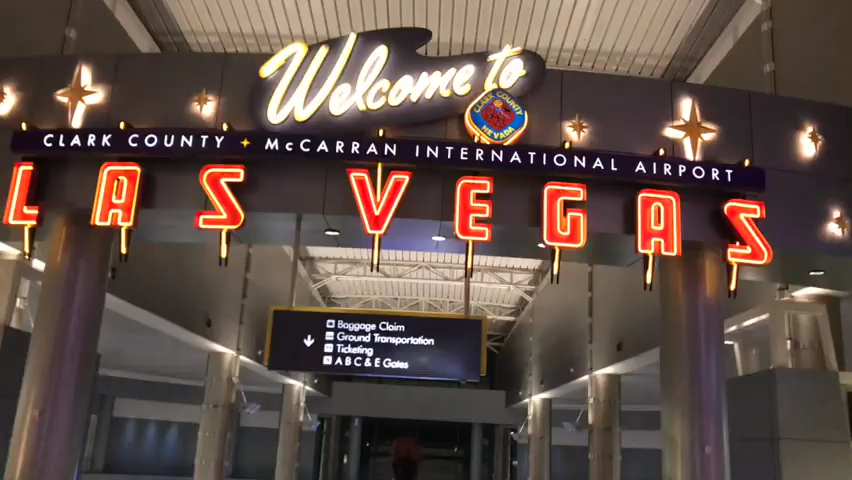 Welcome to
CLARK COUNTY
NEVADA
CLARK COUNTY McCARRAN INTERNATIONAL AIRPORT
LAS VEGAS
Baggage Claim
Ground Transportation
Ticketing
A B C & E Gates